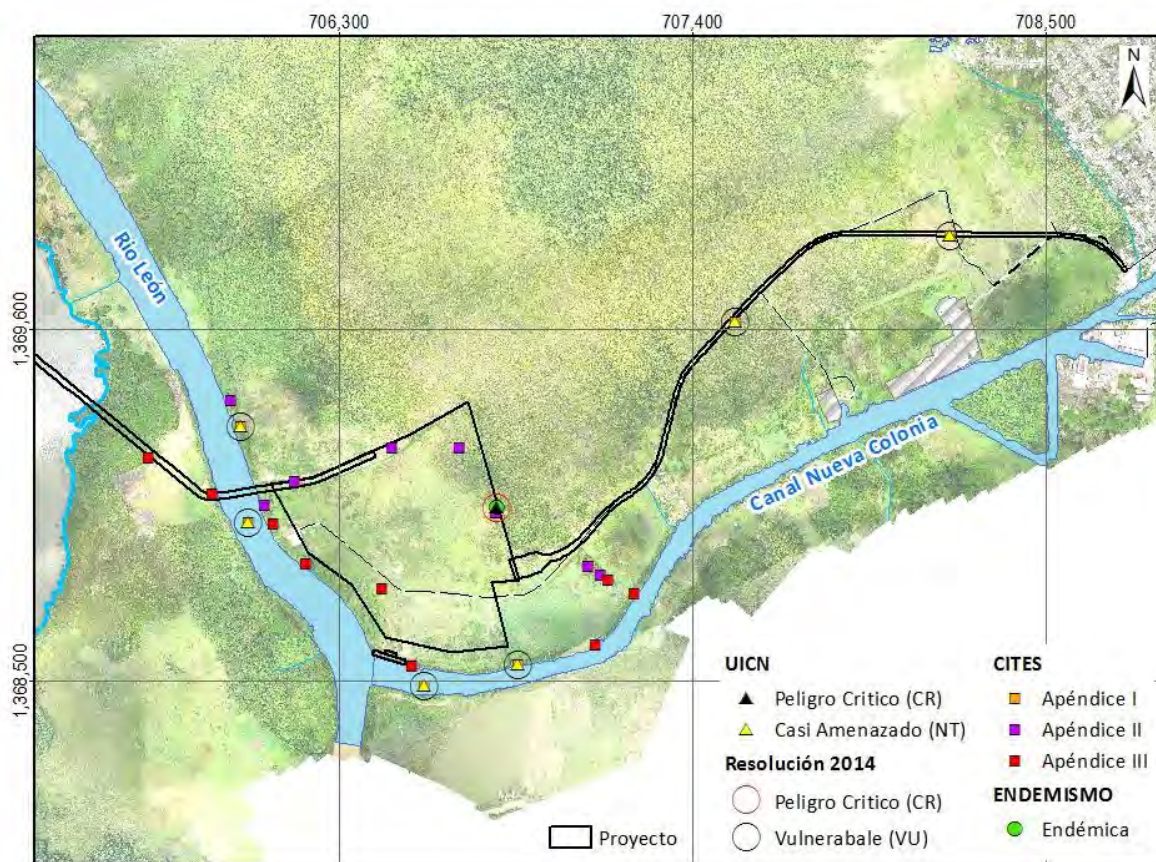 706,300 707,400 708,500
N
Rio León
1,369,600
Canal Nueva Colonia
1,368,500
UICN
Peligro Critico (CR)
Casi Amenazado (NT)
Resolución 2014
Peligro Critico (CR)
Vulnerabale (VU)
CITES
Apéndice I
Apéndice II
Apéndice III
ENDEMISMO
Endémica
Proyecto